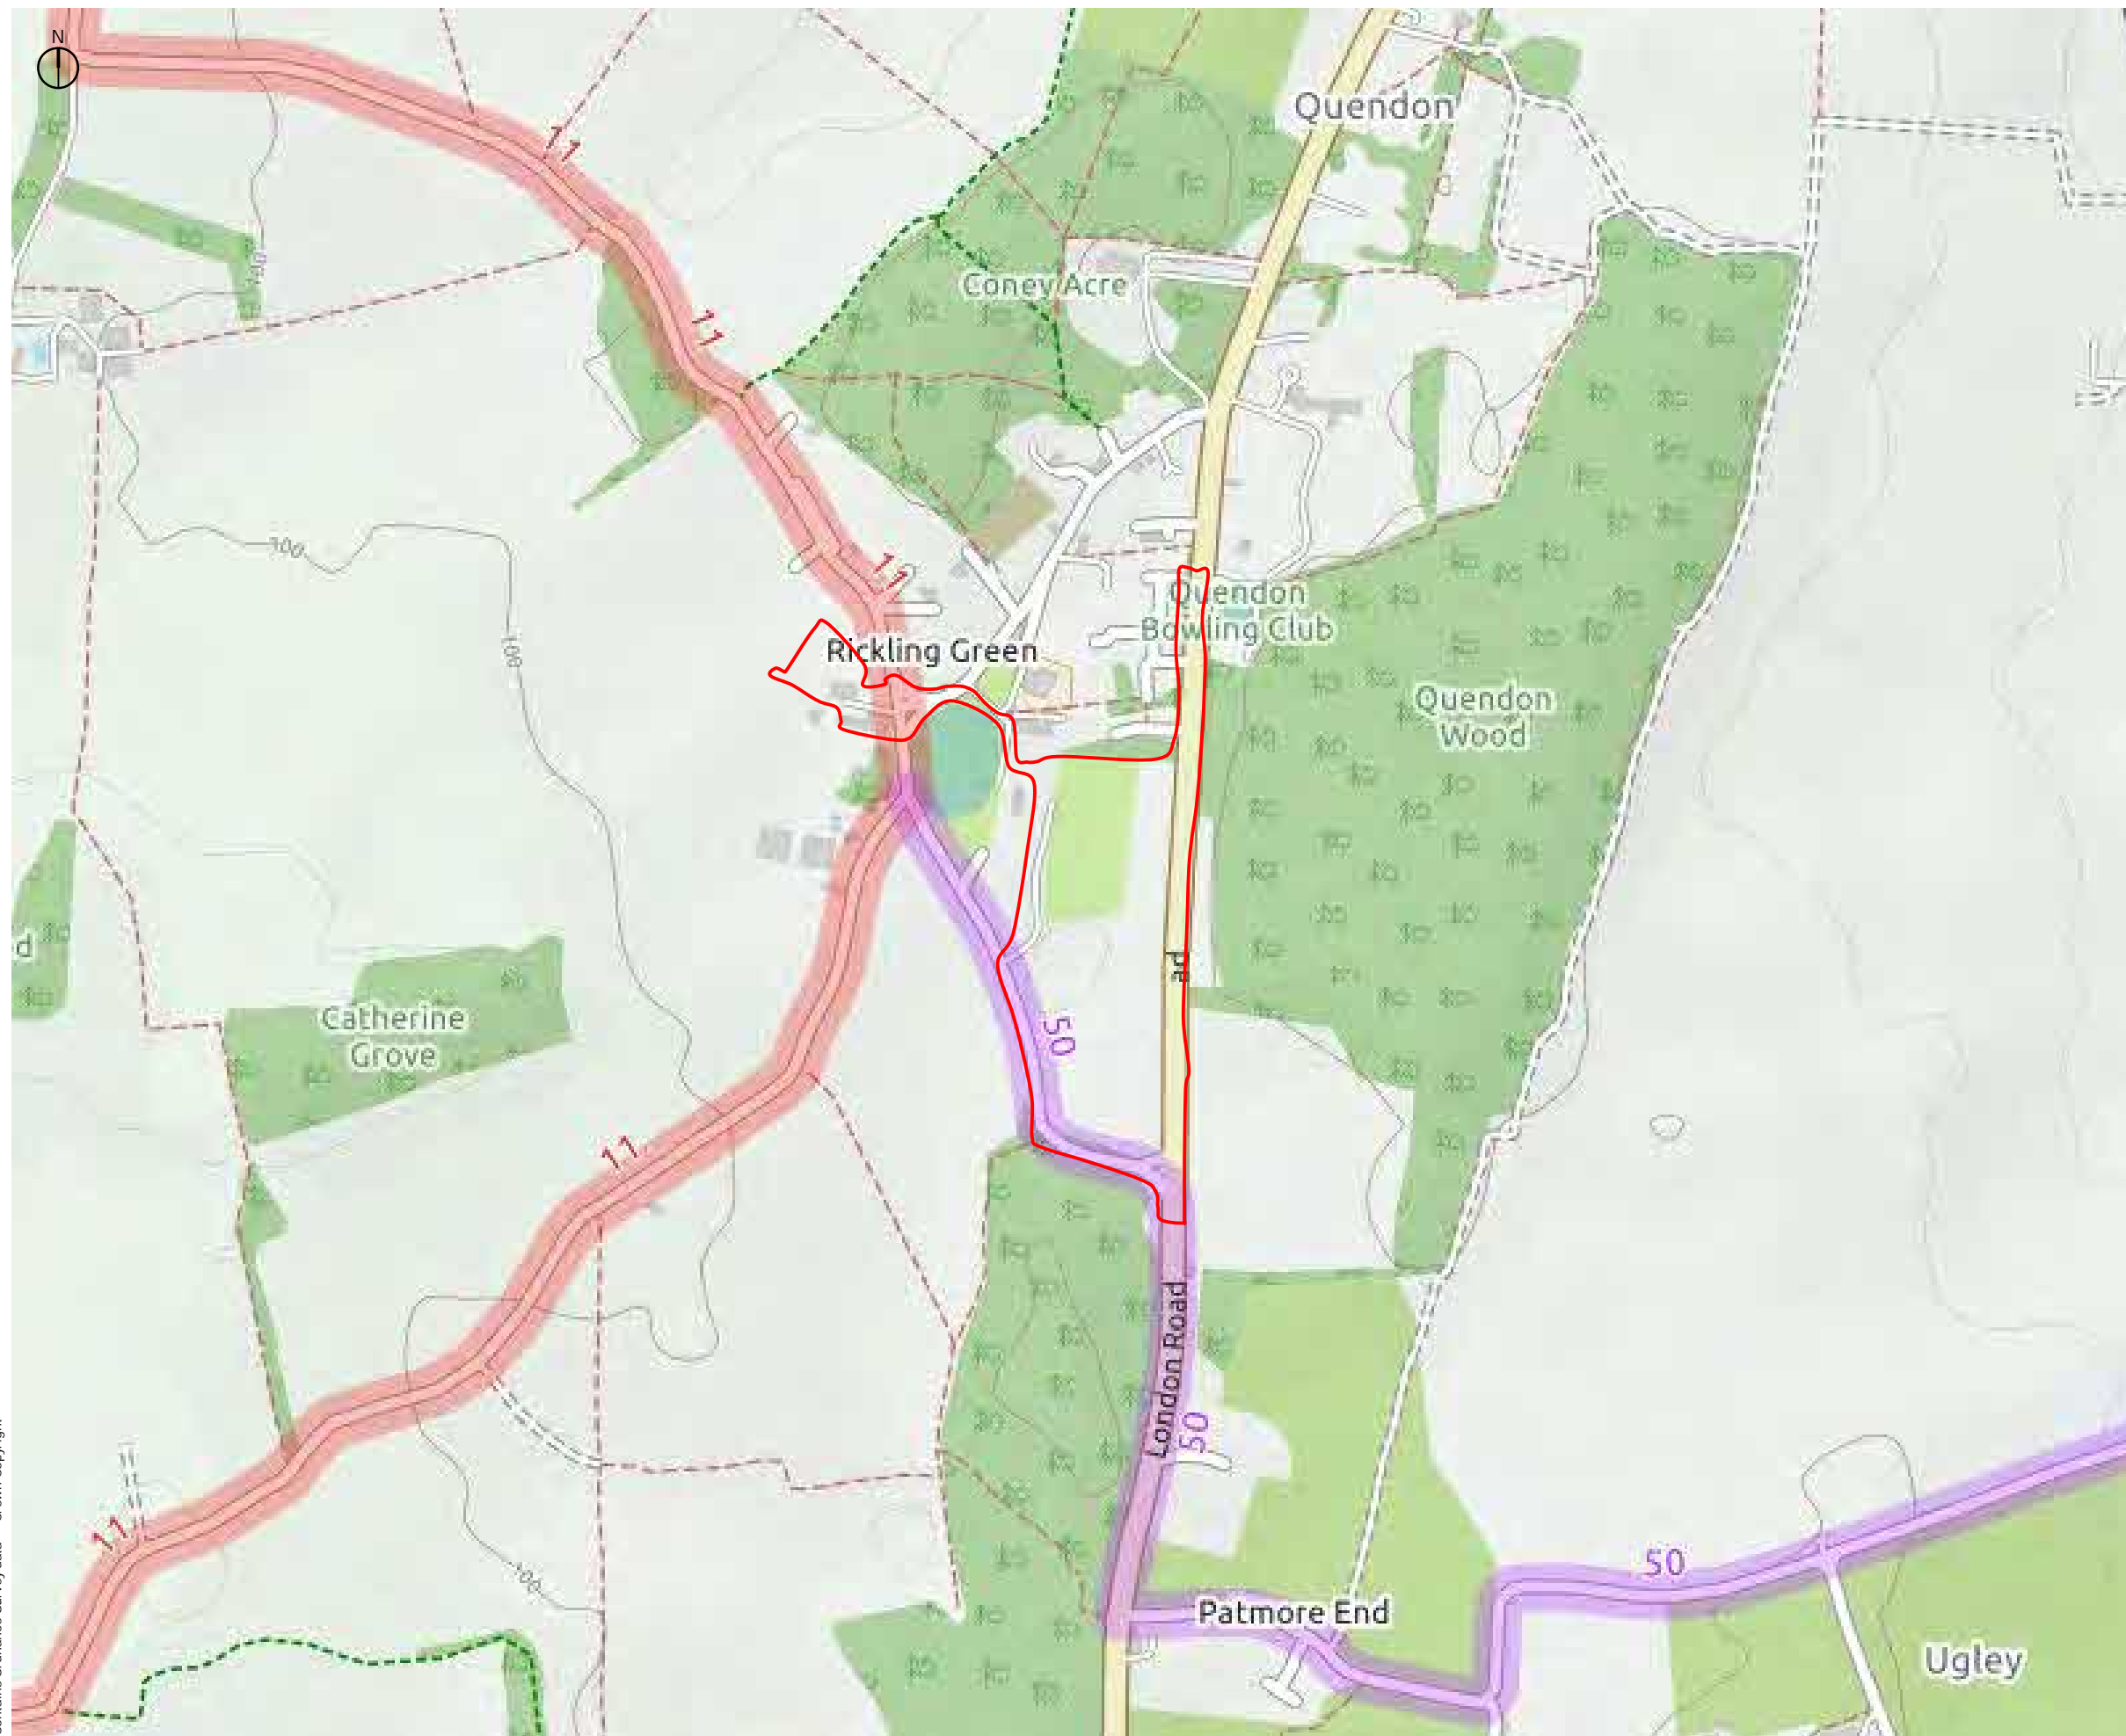 N
Quendon
11
Coney Acre
11
100
11
Quendon
Bowling Club
Rickling Green
100
Quendon
Wood
d
ad
Catherine
Grove
50
11
London Road
50
11
100
50
Patmore End
Ugley